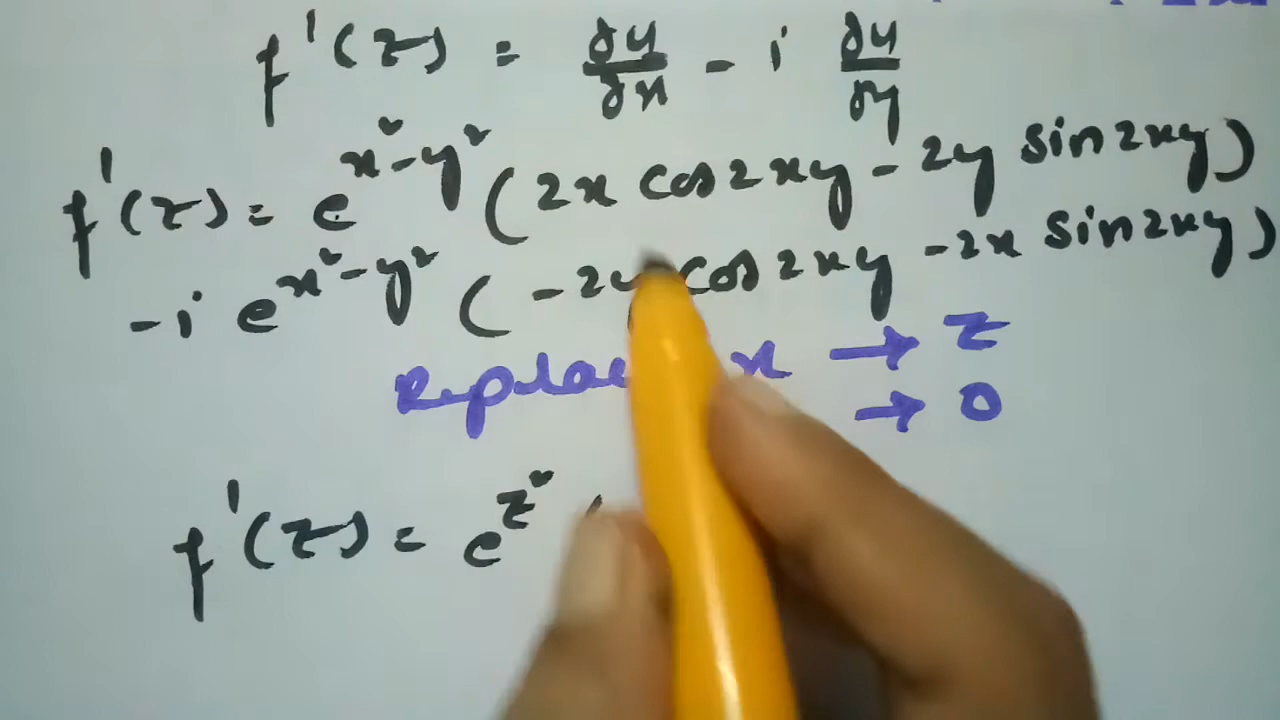 f'(z) = ∂u/∂x - i ∂u/∂y
f'(z) = e^{x²-y²} (2x cos2xy - 2y sin2xy)
-i e^{x²-y²} (-2y cos2xy -2x sin2xy)
x → z
→ 0
f'(z) = e^{z²} (